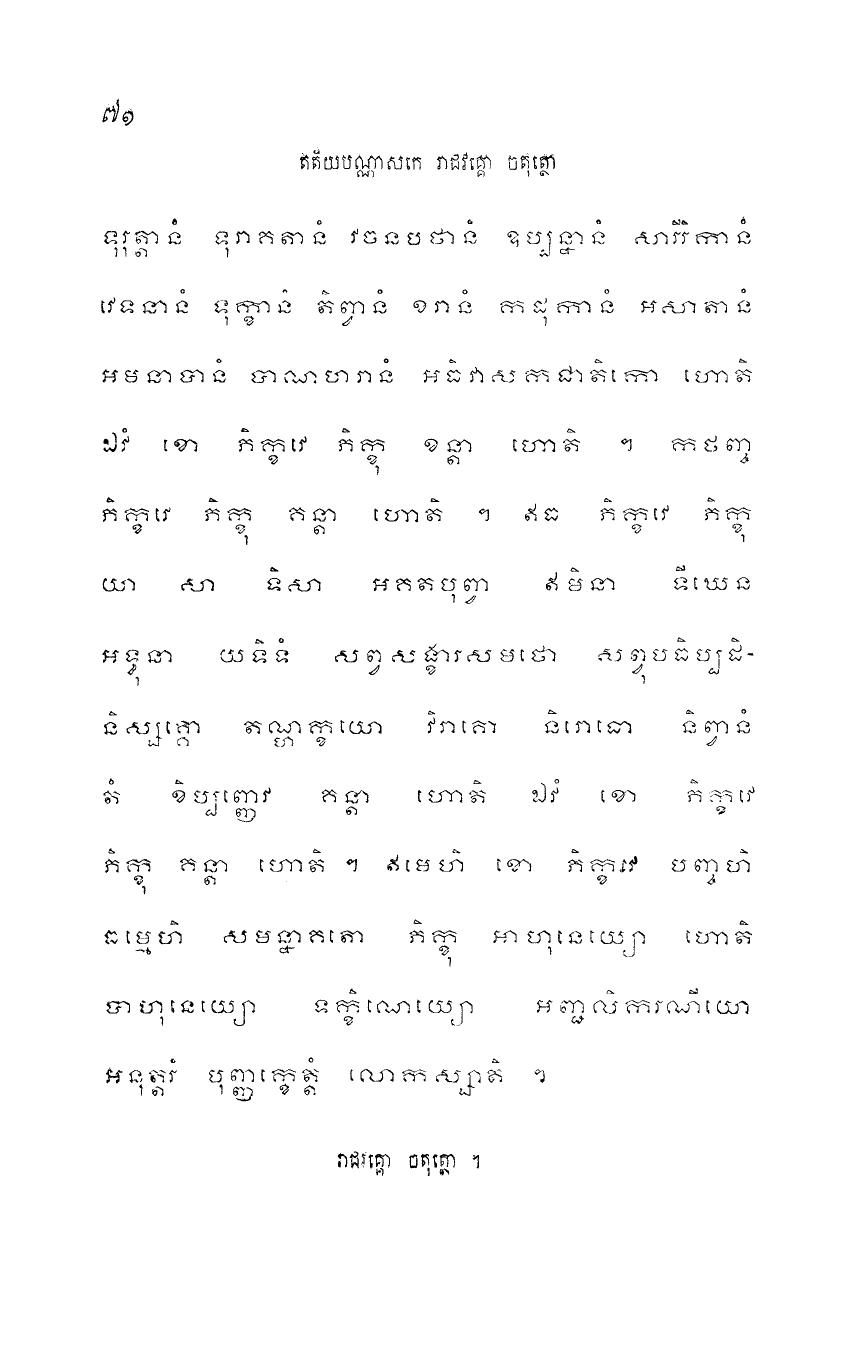 ៧១
តតិយបណ្ណាសកេ រាជវគ្គោ ចតុត្ថោ
ទុរុត្តានំ ទុរាគតានំ វចនបថានំ ឧប្បន្នានំ សារីរិកានំ
វេទនានំ ទុក្ខានំ តិព្វានំ ខរានំ កដុកានំ អសាតានំ
អមនាបានំ បាណហរានំ អធិវាសកជាតិកោ ហោតិ
ឯវំ ខោ ភិក្ខវេ ភិក្ខុ ខន្តា ហោតិ ។ កថញ្ច
ភិក្ខវេ ភិក្ខុ គន្តា ហោតិ ។ ឥធ ភិក្ខវេ ភិក្ខុ
យា សា ទិសា អគតបុព្វា ឥមិនា ទីឃេន
អទ្ធុនា យទិទំ សព្វសង្ខារសមថោ សព្វុបធិប្បដិ-
និស្សគ្គោ តណ្ហក្ខយោ វិរាគោ និរោធោ និព្វានំ
តំ ខិប្បញ្ញេវ គន្តា ហោតិ ឯវំ ខោ ភិក្ខវេ
ភិក្ខុ គន្តា ហោតិ ។ ឥមេហិ ខោ ភិក្ខវេ បញ្ចហិ
ធម្មេហិ សមន្នាគតោ ភិក្ខុ អាហុនេយ្យោ ហោតិ
បាហុនេយ្យោ ទក្ខិណេយ្យោ អញ្ជលិករណីយោ
អនុត្តរំ បុញ្ញក្ខេត្តំ លោកស្សាតិ ។
រាជវគ្គោ ចតុត្ថោ ។